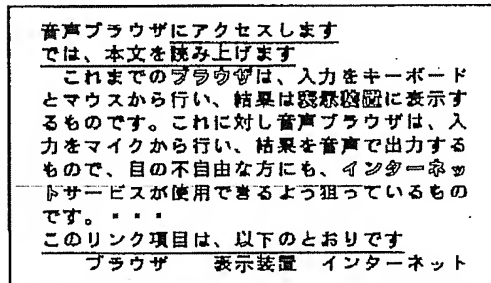 音声ブラウザにアクセスします
では、本文を読み上げます
これまでのブラウザは、入力をキーボード
とマウスから行い、結果は表示装置に表示す
るものです。これに対し音声ブラウザは、入
力をマイクから行い、結果を音声で出力する
もので、目の不自由な方にも、インターネッ
トサービスが使用できるよう狙っているもの
です。・・・
このリンク項目は、以下のとおりです
ブラウザ 表示装置 インターネット